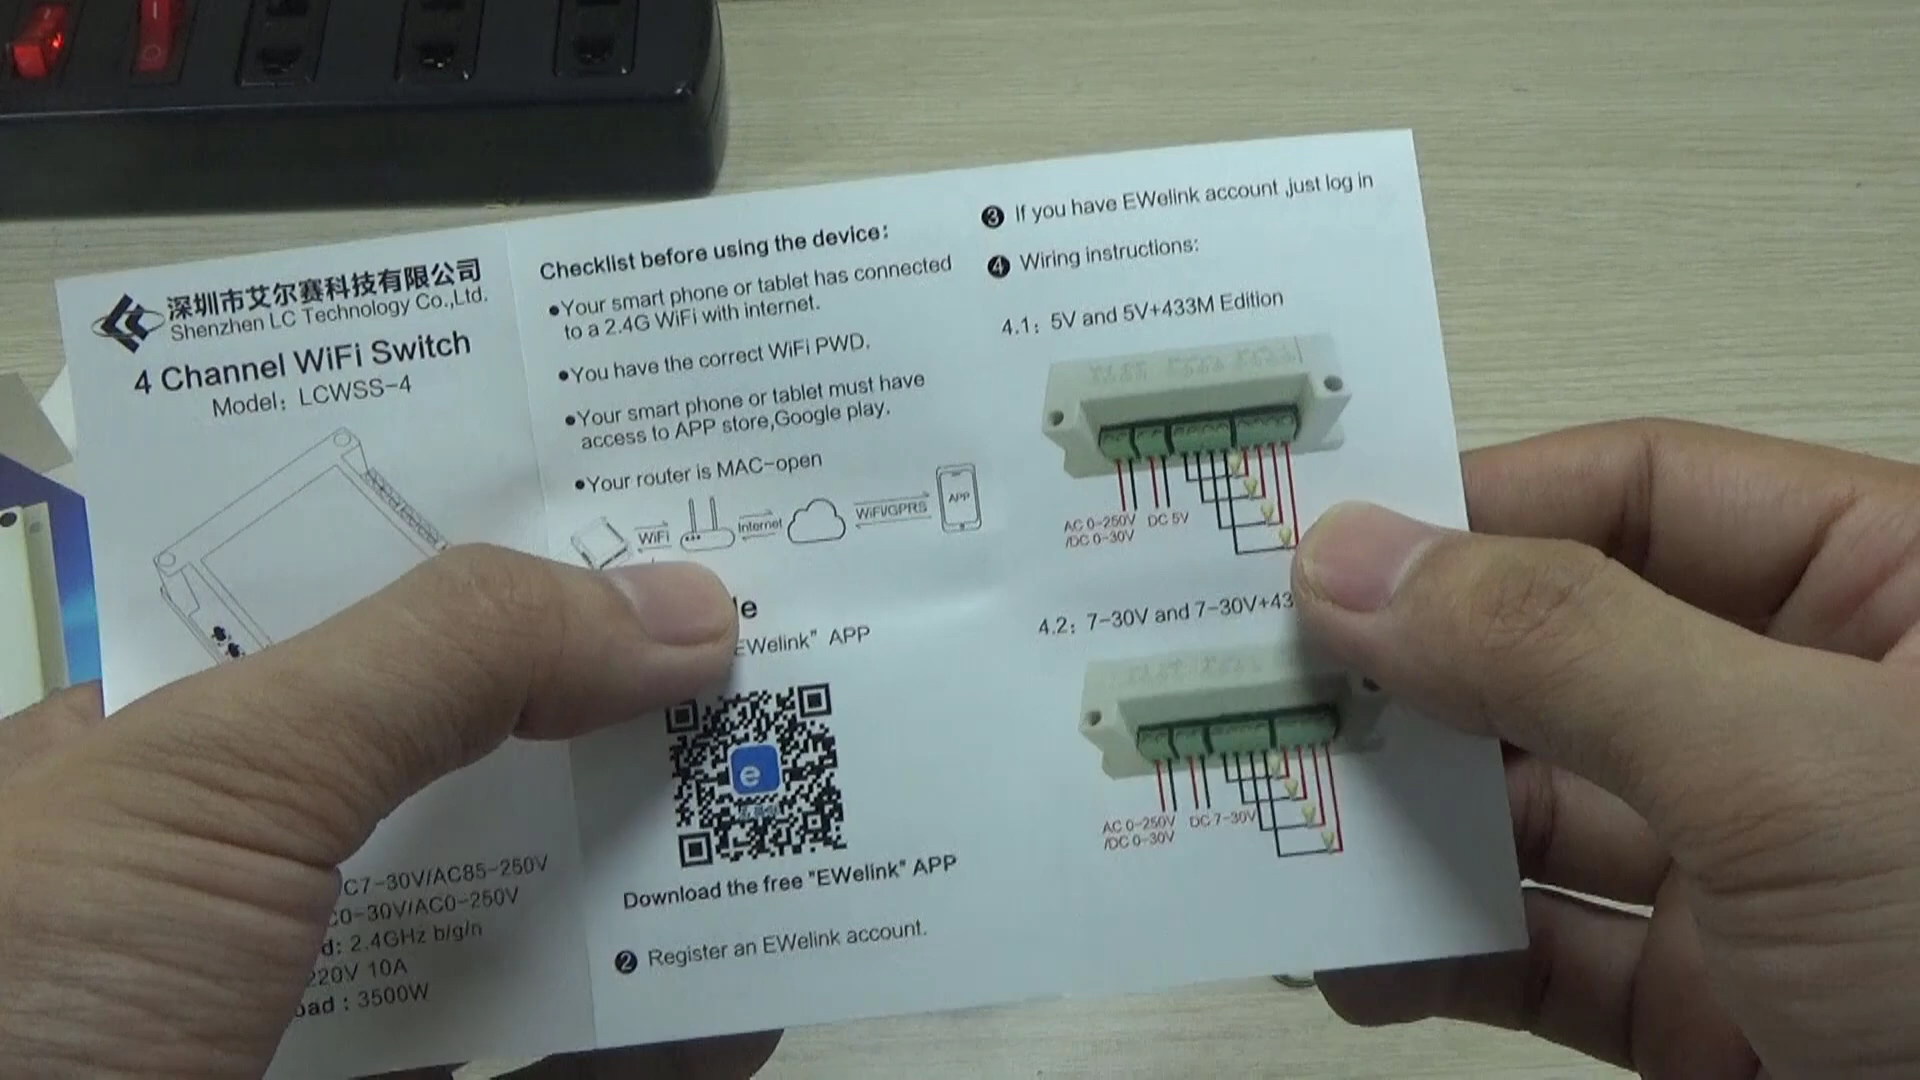 深圳市艾尔赛科技有限公司
Shenzhen LC Technology Co.,Ltd.
4 Channel WiFi Switch
Model: LCWSS-4
C7-30V/AC85-250V
C0-30V/AC0-250V
d: 2.4GHz b/g/n
220V 10A
oad : 3500W
Checklist before using the device:
●Your smart phone or tablet has connected
to a 2.4G WiFi with internet.
●You have the correct WiFi PWD.
●Your smart phone or tablet must have
access to APP store,Google play.
●Your router is MAC-open
WiFi
Internet
WiFi/GPRS
APP
le
EWelink" APP
e
Download the free "EWelink" APP
❷ Register an EWelink account.
❸ If you have EWelink account ,just log in
❹ Wiring instructions:
4.1: 5V and 5V+433M Edition
AC 0-250V DC 5V
/DC 0-30V
4.2: 7-30V and 7-30V+43
AC 0-250V DC 7-30V
/DC 0-30V